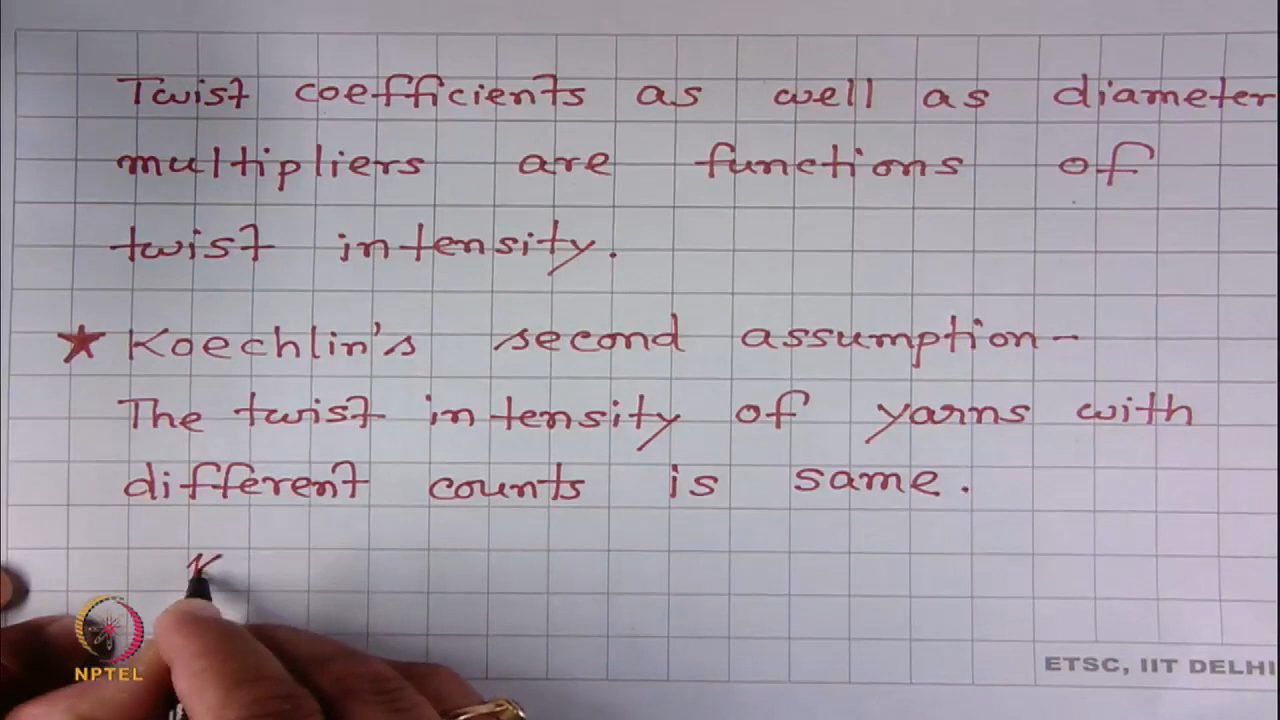 Twist coefficients as well as diameter
multipliers are functions of
twist intensity.
★ Koechlin's second assumption-
The twist intensity of yarns with
different counts is same.
NPTEL
ETSC, IIT DELHI